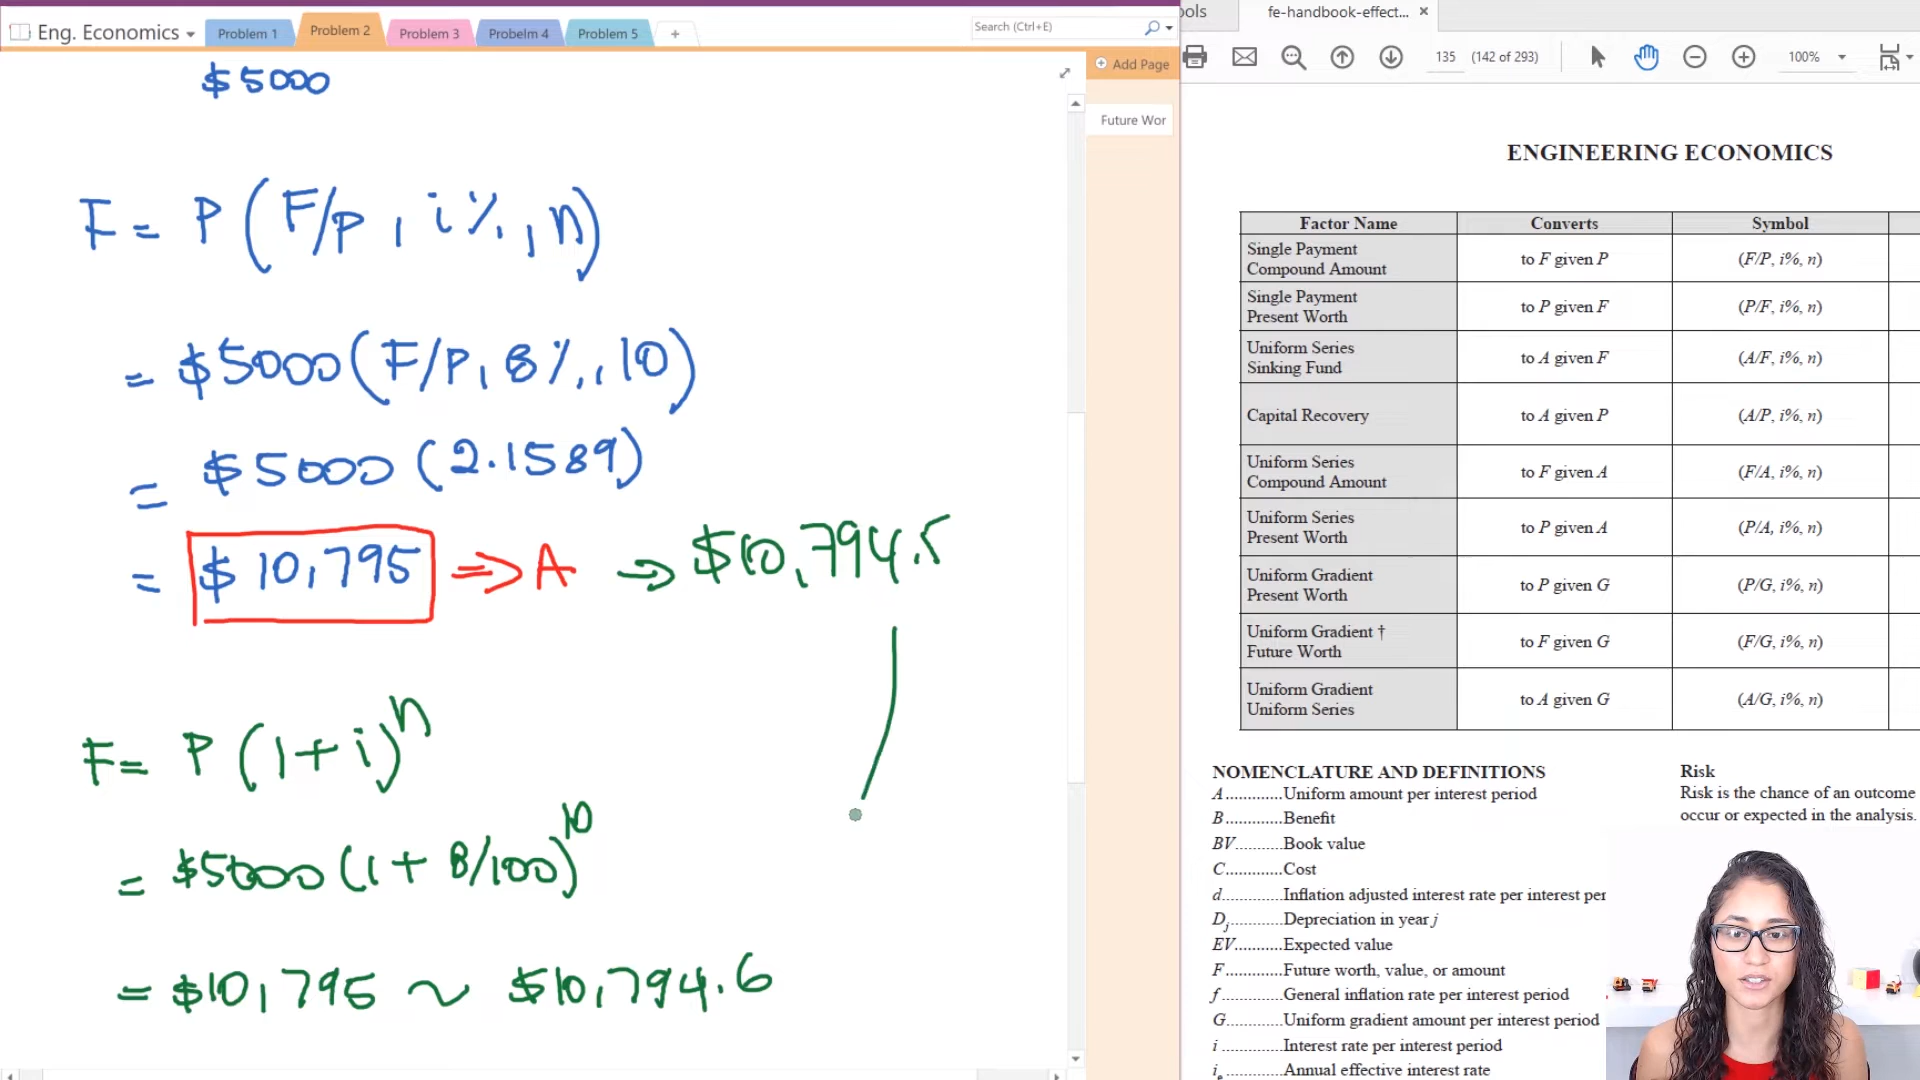 Eng. Economics
Problem 1
Problem 2
Problem 3
Probelm 4
Problem 5
+
Search (Ctrl+E)
Add Page
Future Wor
$5000
F = P (F/P, i%, n)
= $5000 (F/P, 8%, 10)
= $5000 (2.1589)
= $10,795 ⇒ A → $10,794.5
F = P (1+i)^n
= $5000 (1 + 8/100)^10
= $10,795 ~ $10,794.6
ols
fe-handbook-effect... ×
135 (142 of 293)
100%
ENGINEERING ECONOMICS
Factor Name Converts Symbol
Single Payment Compound Amount to F given P (F/P, i%, n)
Single Payment Present Worth to P given F (P/F, i%, n)
Uniform Series Sinking Fund to A given F (A/F, i%, n)
Capital Recovery to A given P (A/P, i%, n)
Uniform Series Compound Amount to F given A (F/A, i%, n)
Uniform Series Present Worth to P given A (P/A, i%, n)
Uniform Gradient Present Worth to P given G (P/G, i%, n)
Uniform Gradient † Future Worth to F given G (F/G, i%, n)
Uniform Gradient Uniform Series to A given G (A/G, i%, n)
NOMENCLATURE AND DEFINITIONS
A.............Uniform amount per interest period
B.............Benefit
BV...........Book value
C.............Cost
d.............Inflation adjusted interest rate per interest per
Dj............Depreciation in year j
EV...........Expected value
F.............Future worth, value, or amount
f..............General inflation rate per interest period
G.............Uniform gradient amount per interest period
i..............Interest rate per interest period
ie.............Annual effective interest rate
Risk
Risk is the chance of an outcome
occur or expected in the analysis.